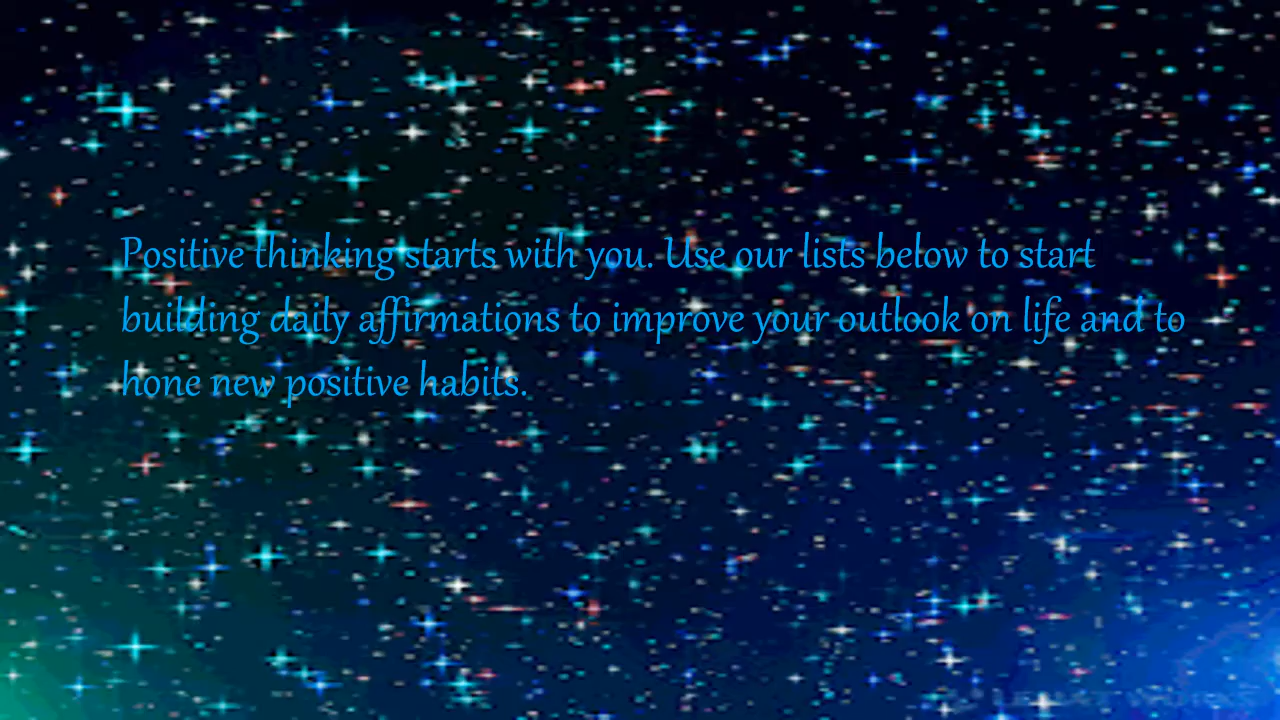 Positive thinking starts with you. Use our lists below to start
building daily affirmations to improve your outlook on life and to
hone new positive habits.